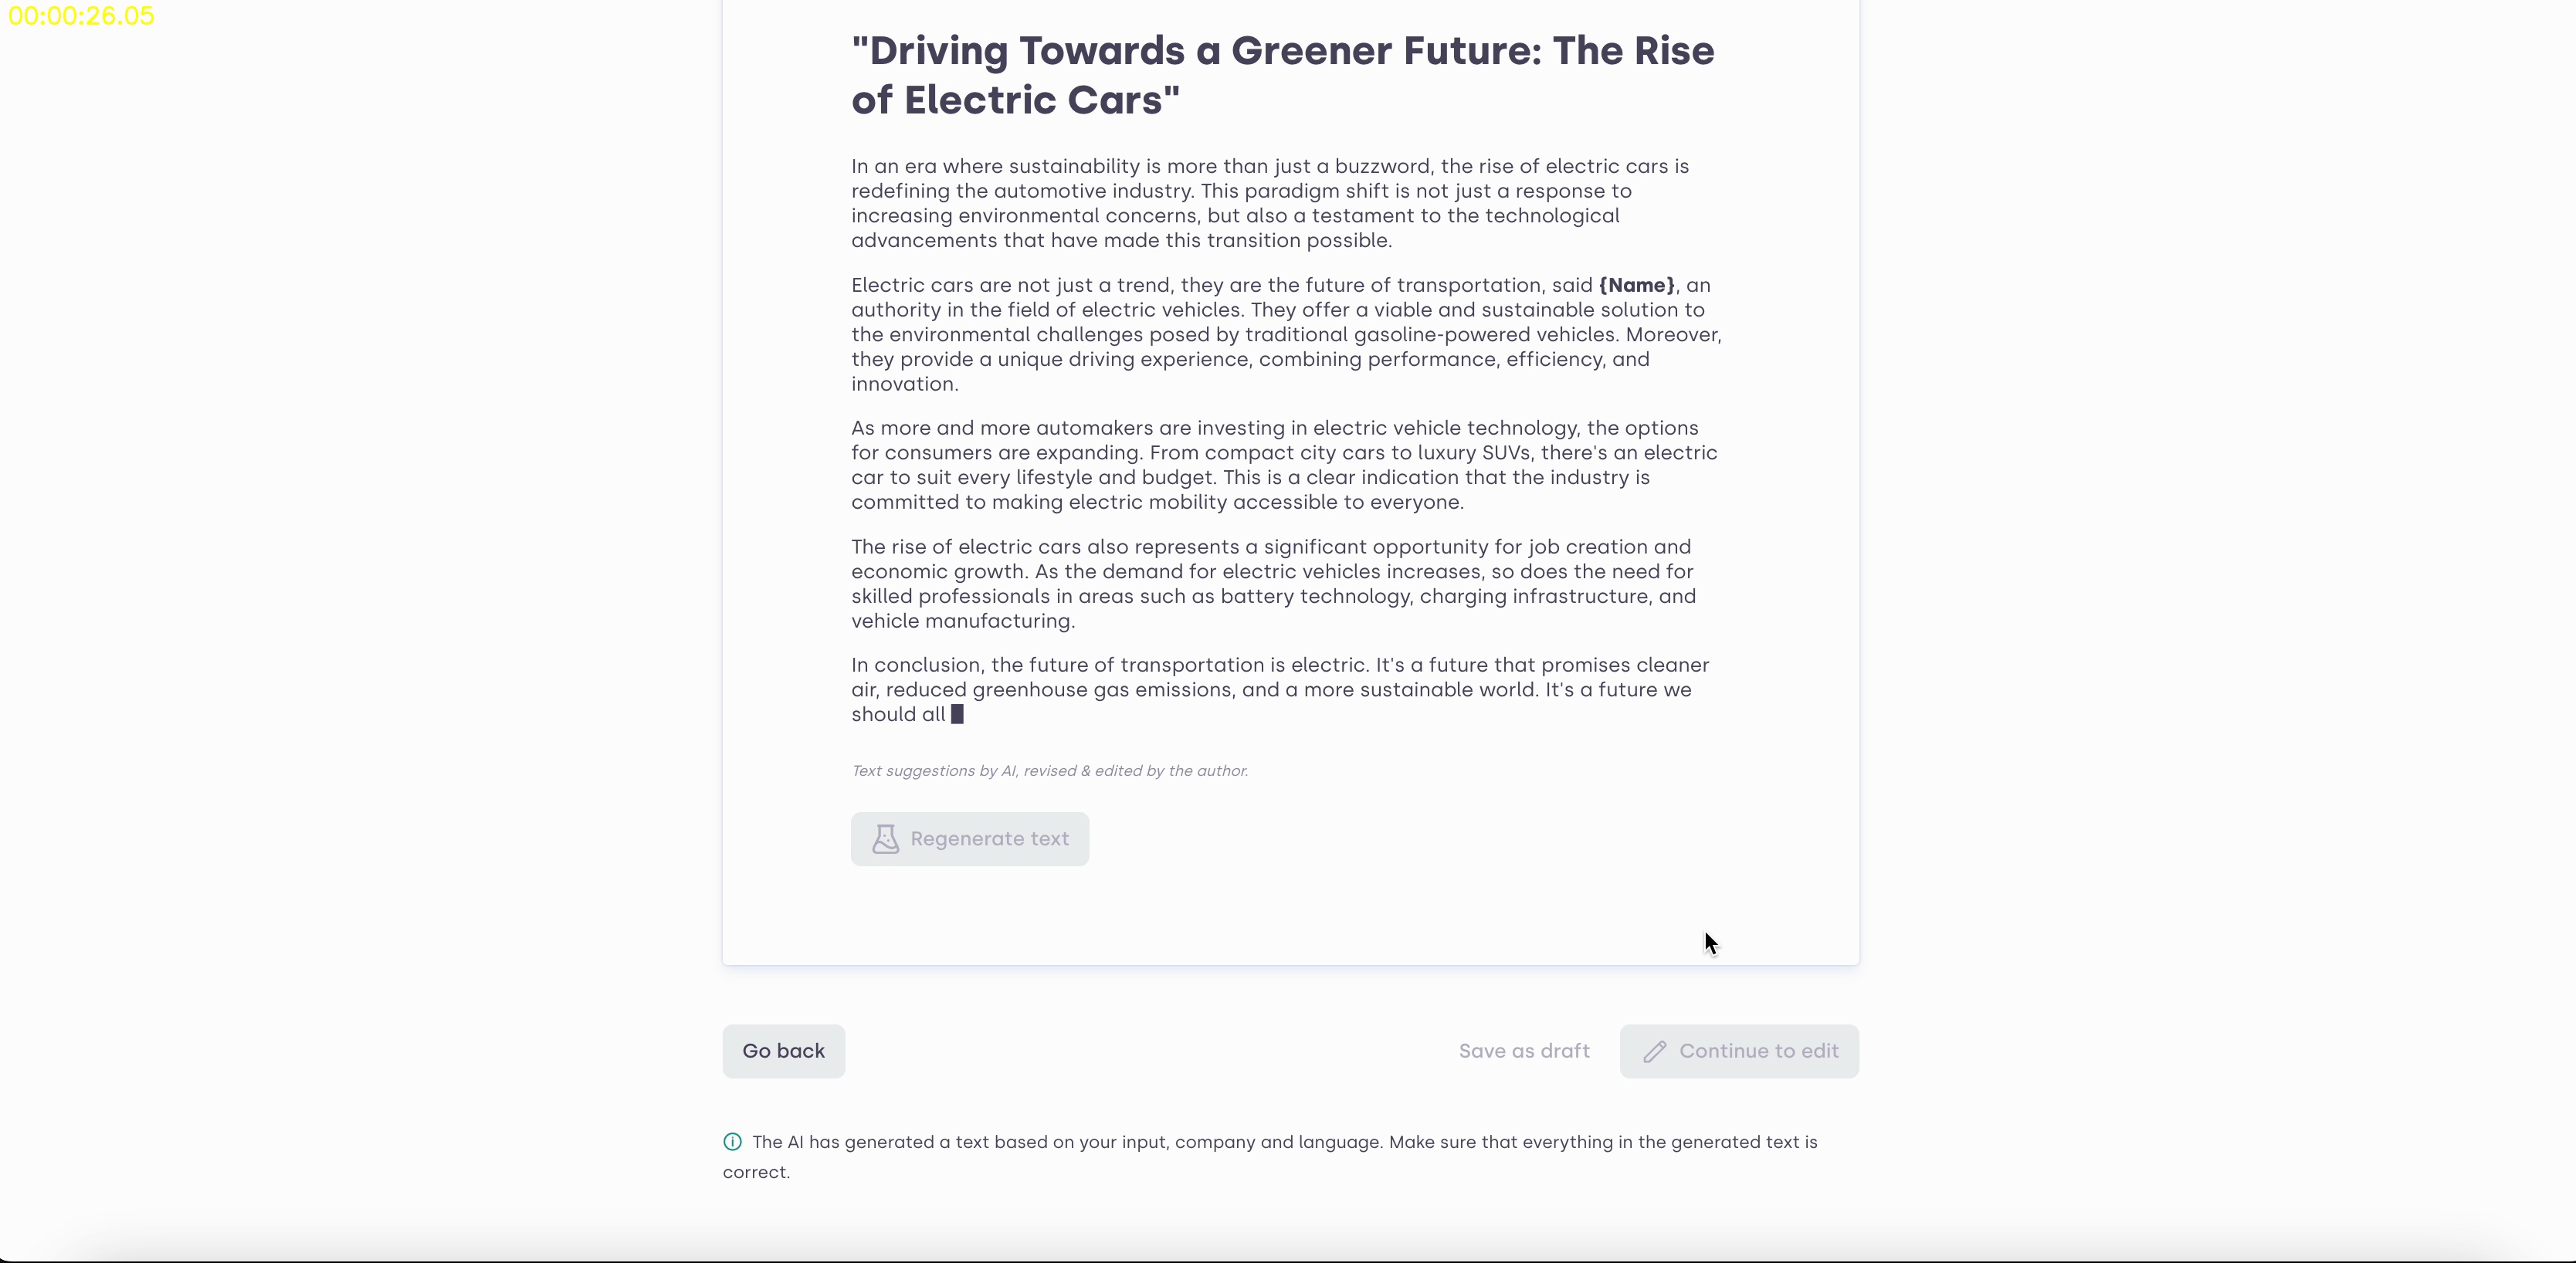 00:00:26.05
"Driving Towards a Greener Future: The Rise
of Electric Cars"
In an era where sustainability is more than just a buzzword, the rise of electric cars is
redefining the automotive industry. This paradigm shift is not just a response to
increasing environmental concerns, but also a testament to the technological
advancements that have made this transition possible.
Electric cars are not just a trend, they are the future of transportation, said {Name}, an
authority in the field of electric vehicles. They offer a viable and sustainable solution to
the environmental challenges posed by traditional gasoline-powered vehicles. Moreover,
they provide a unique driving experience, combining performance, efficiency, and
innovation.
As more and more automakers are investing in electric vehicle technology, the options
for consumers are expanding. From compact city cars to luxury SUVs, there's an electric
car to suit every lifestyle and budget. This is a clear indication that the industry is
committed to making electric mobility accessible to everyone.
The rise of electric cars also represents a significant opportunity for job creation and
economic growth. As the demand for electric vehicles increases, so does the need for
skilled professionals in areas such as battery technology, charging infrastructure, and
vehicle manufacturing.
In conclusion, the future of transportation is electric. It's a future that promises cleaner
air, reduced greenhouse gas emissions, and a more sustainable world. It's a future we
should all
Text suggestions by AI, revised & edited by the author.
Regenerate text
Go back
Save as draft
Continue to edit
The AI has generated a text based on your input, company and language. Make sure that everything in the generated text is
correct.